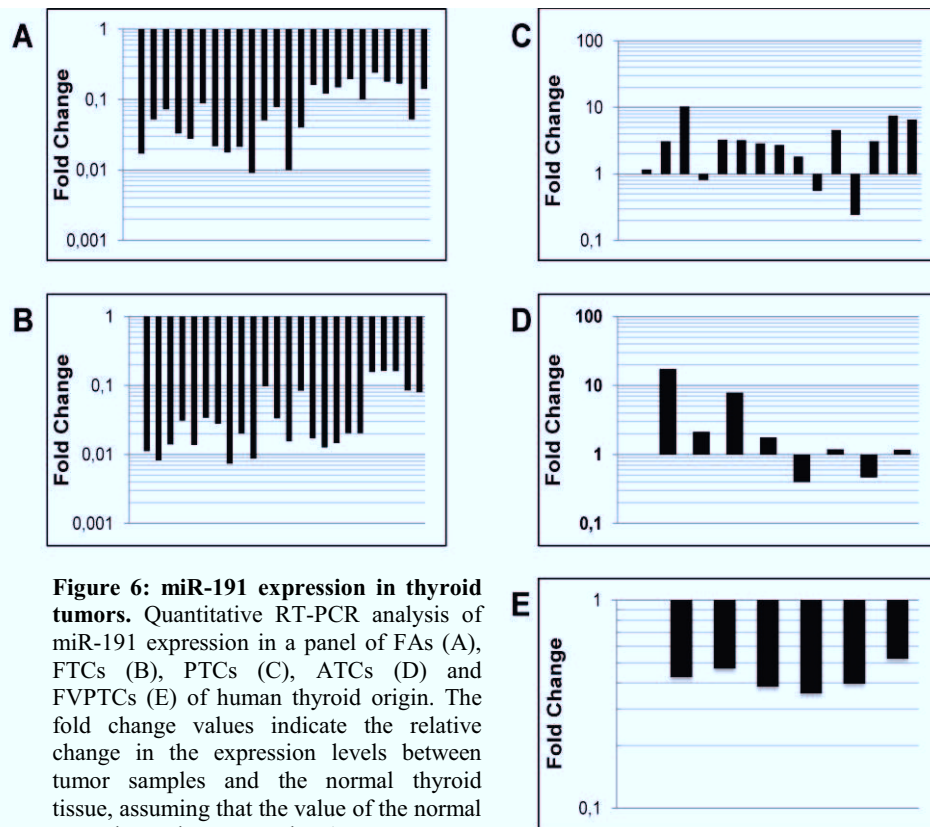 A
Fold Change
1
0,1
0,01
0,001
B
Fold Change
1
0,1
0,01
0,001
C
Fold Change
100
10
1
0,1
D
Fold Change
100
10
1
0,1
E
Fold Change
1
0,1
Figure 6: miR-191 expression in thyroid
tumors. Quantitative RT-PCR analysis of
miR-191 expression in a panel of FAs (A),
FTCs (B), PTCs (C), ATCs (D) and
FVPTCs (E) of human thyroid origin. The
fold change values indicate the relative
change in the expression levels between
tumor samples and the normal thyroid
tissue, assuming that the value of the normal